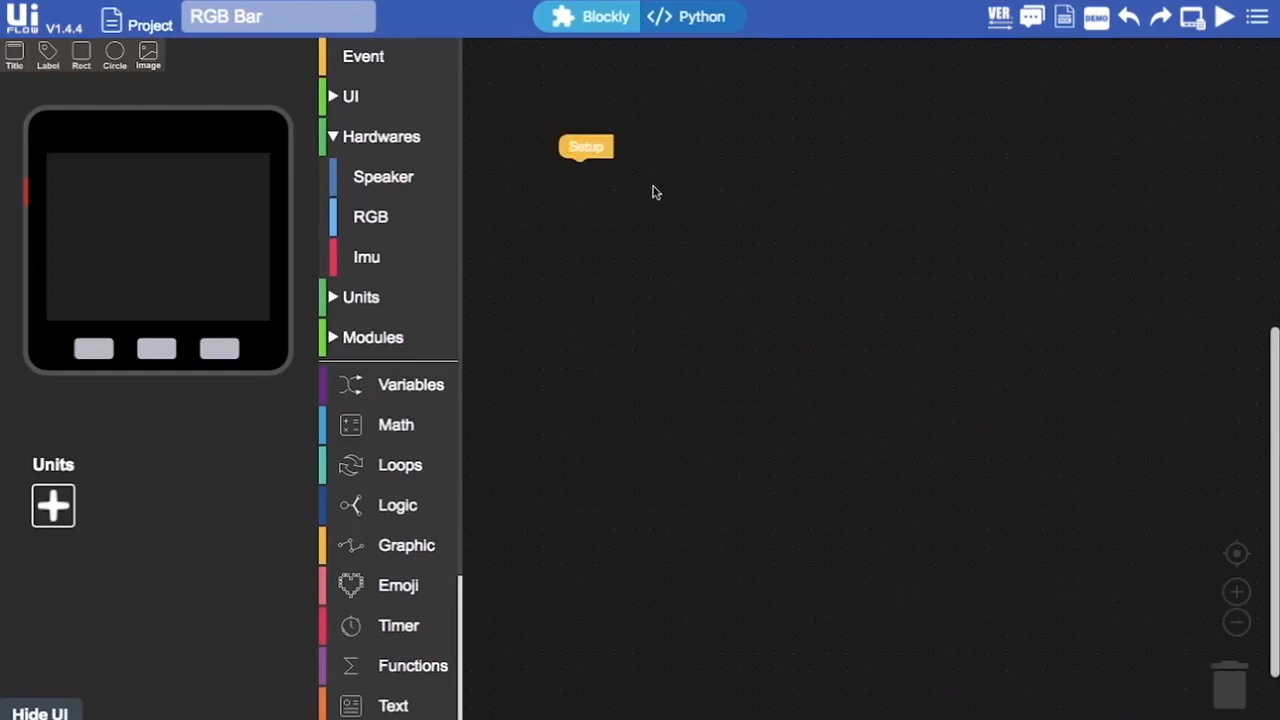 Ui
FLOW V1.4.4
Project
RGB Bar
Blockly
</> Python
VER.
DEMO
Title
Label
Rect
Circle
Image
Event
UI
Hardwares
Speaker
RGB
Imu
Units
Modules
Variables
Math
Loops
Logic
Graphic
Emoji
Timer
Functions
Text
Setup
Units
Hide UI